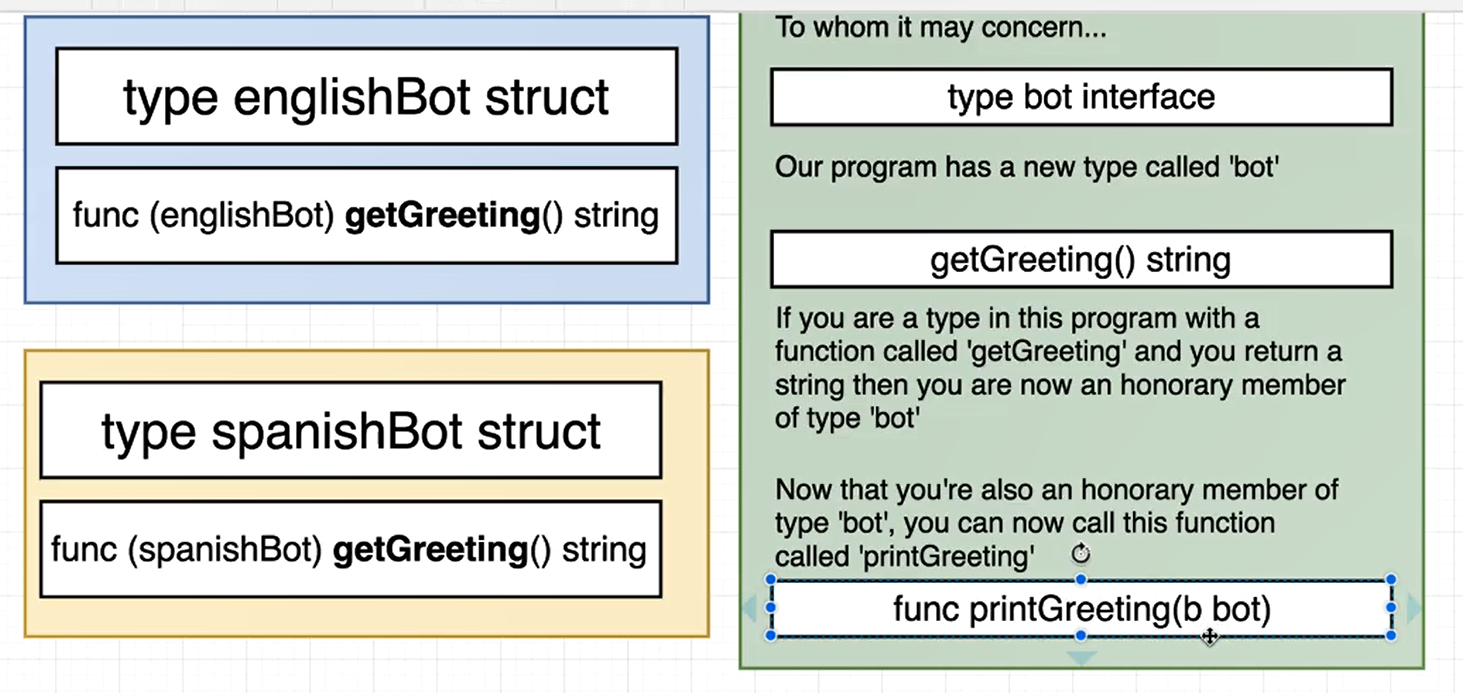 type englishBot struct
func (englishBot) getGreeting() string
type spanishBot struct
func (spanishBot) getGreeting() string
To whom it may concern...
type bot interface
Our program has a new type called 'bot'
getGreeting() string
If you are a type in this program with a
function called 'getGreeting' and you return a
string then you are now an honorary member
of type 'bot'
Now that you're also an honorary member of
type 'bot', you can now call this function
called 'printGreeting'
func printGreeting(b bot)